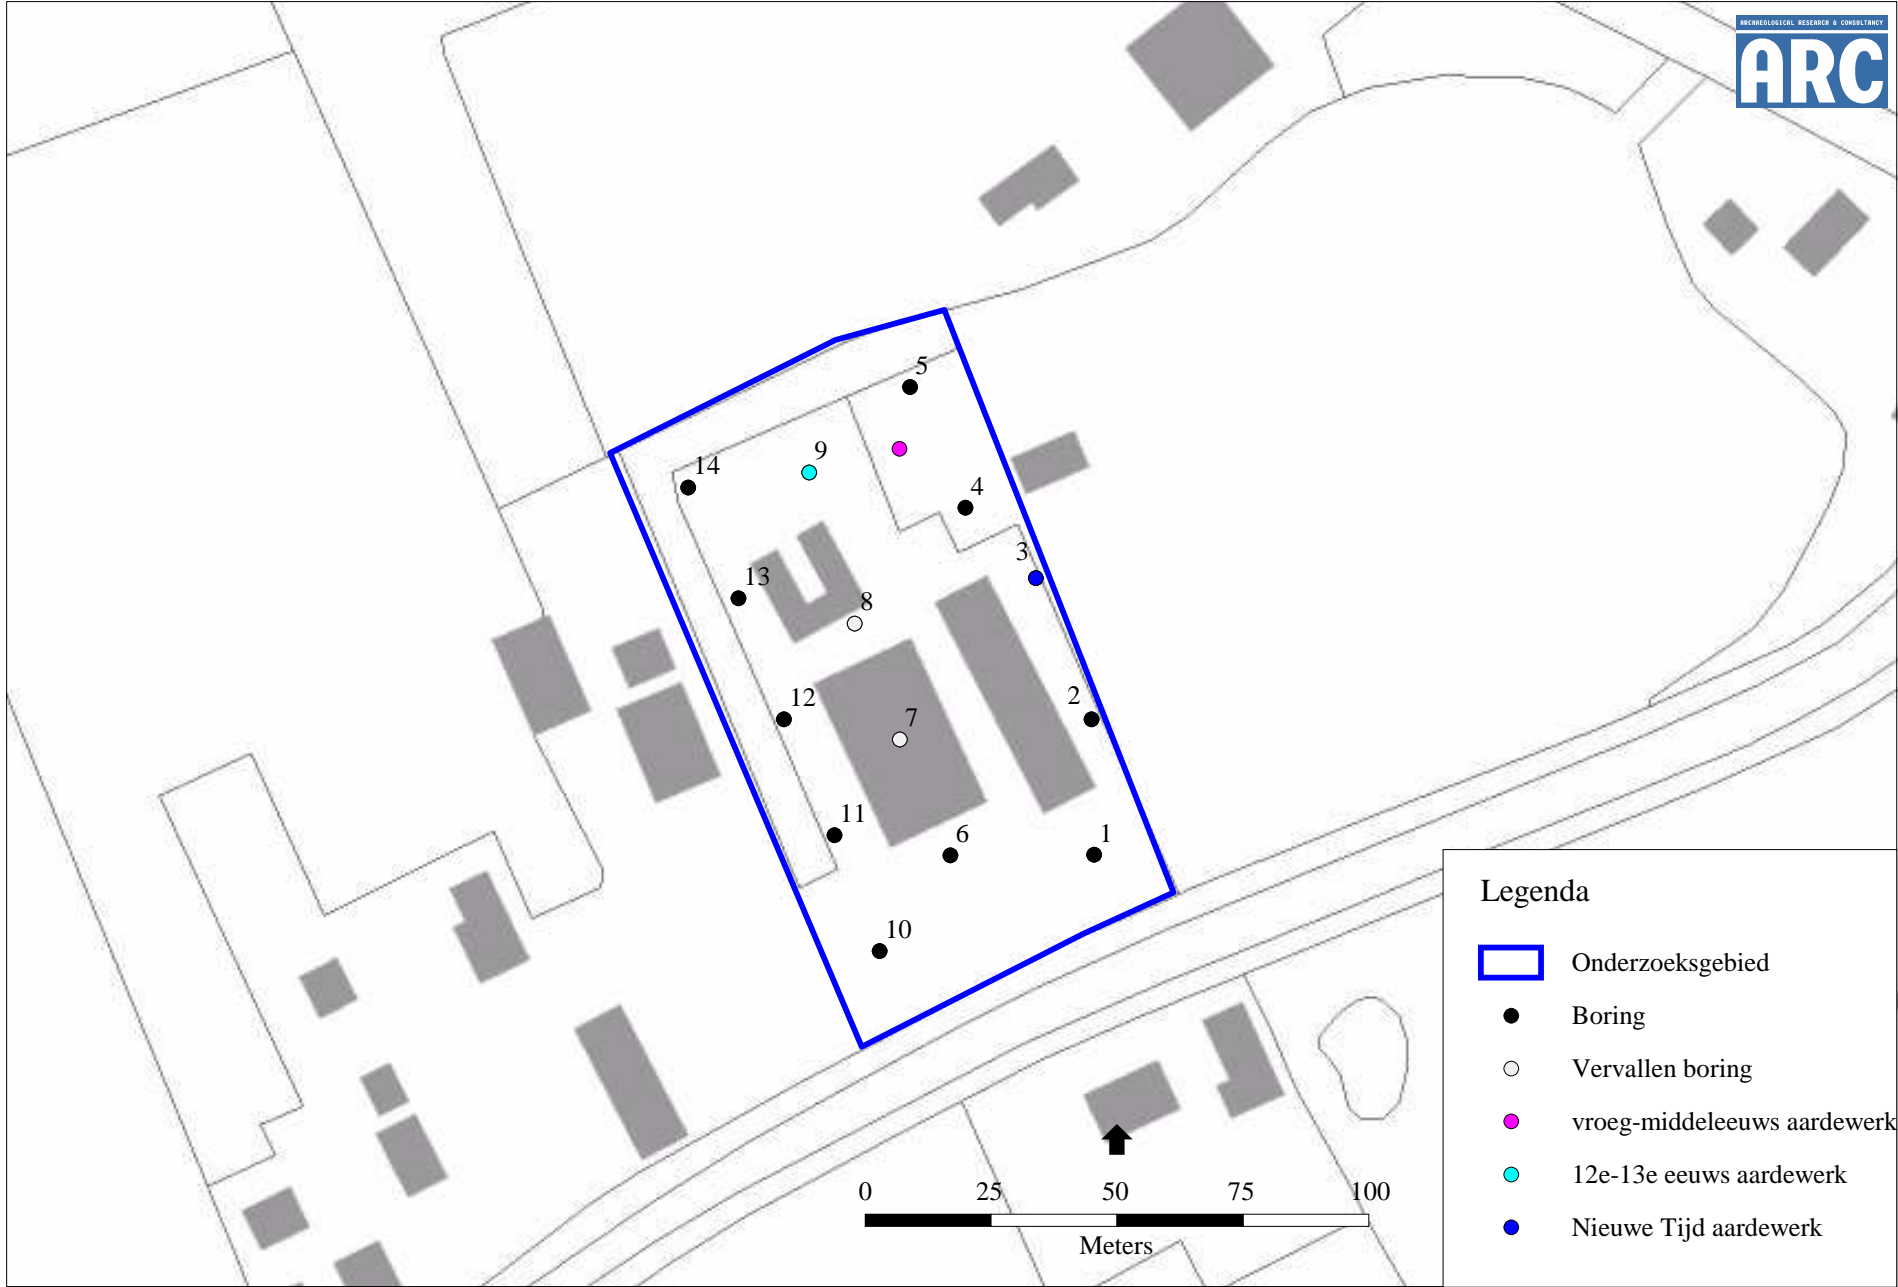 ARCHAEOLOGICAL RESEARCH & CONSULTANCY
ARC
5
9
14
4
3
13
8
2
12
7
11
6
1
10
Legenda
Onderzoeksgebied
Boring
Vervallen boring
vroeg-middeleeuws aardewerk
12e-13e eeuws aardewerk
Nieuwe Tijd aardewerk
0 25 50 75 100
Meters